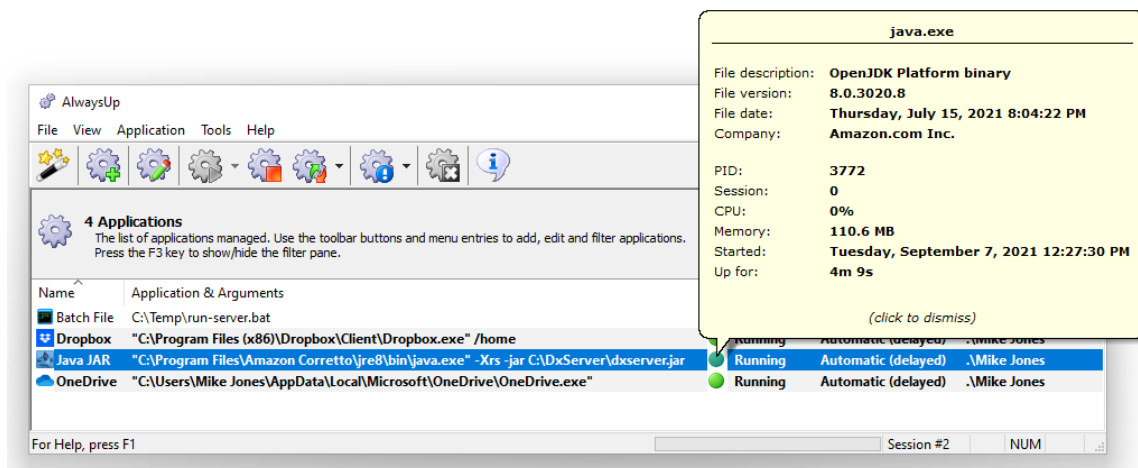 java.exe
File description: OpenJDK Platform binary
File version: 8.0.3020.8
File date: Thursday, July 15, 2021 8:04:22 PM
Company: Amazon.com Inc.
PID: 3772
Session: 0
CPU: 0%
Memory: 110.6 MB
Started: Tuesday, September 7, 2021 12:27:30 PM
Up for: 4m 9s
(click to dismiss)
AlwaysUp
File View Application Tools Help
4 Applications
The list of applications managed. Use the toolbar buttons and menu entries to add, edit and filter applications.
Press the F3 key to show/hide the filter pane.
Name Application & Arguments
Batch File C:\Temp\run-server.bat
Dropbox "C:\Program Files (x86)\Dropbox\Client\Dropbox.exe" /home Running Automatic (delayed) .\Mike Jones
Java JAR "C:\Program Files\Amazon Corretto\jre8\bin\java.exe" -Xrs -jar C:\DxServer\dxserver.jar Running Automatic (delayed) .\Mike Jones
OneDrive "C:\Users\Mike Jones\AppData\Local\Microsoft\OneDrive\OneDrive.exe" Running Automatic (delayed) .\Mike Jones
For Help, press F1 Session #2 NUM